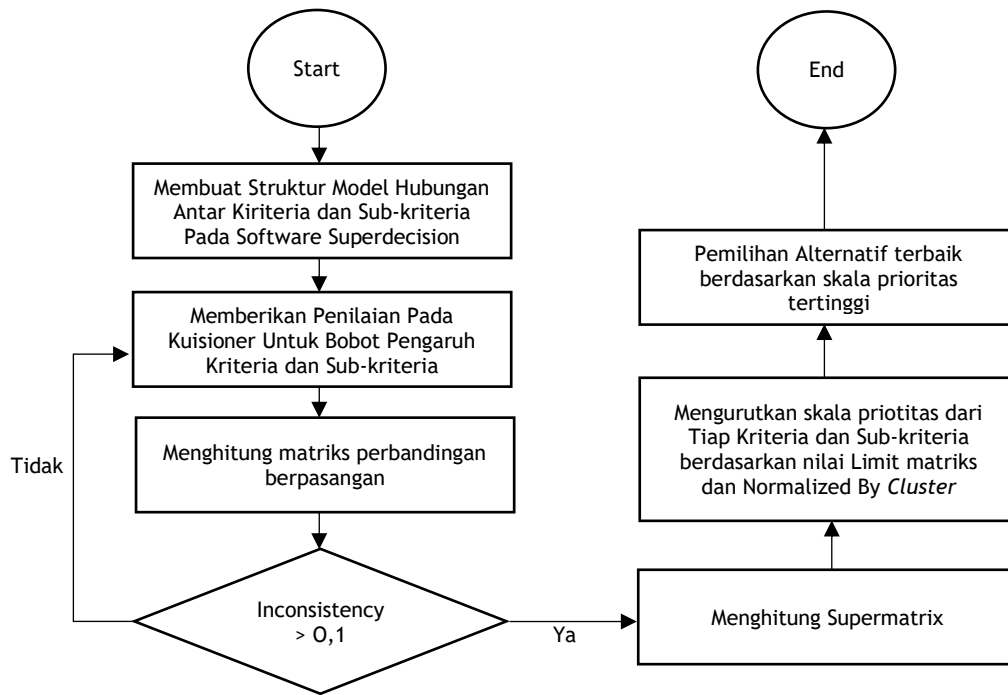 Start
Membuat Struktur Model Hubungan
Antar Kiriteria dan Sub-kriteria
Pada Software Superdecision
Memberikan Penilaian Pada
Kuisioner Untuk Bobot Pengaruh
Kriteria dan Sub-kriteria
Menghitung matriks perbandingan
berpasangan
Tidak
Inconsistency
> 0,1
Ya
Menghitung Supermatrix
Mengurutkan skala priotitas dari
Tiap Kriteria dan Sub-kriteria
berdasarkan nilai Limit matriks
dan Normalized By Cluster
Pemilihan Alternatif terbaik
berdasarkan skala prioritas
tertinggi
End